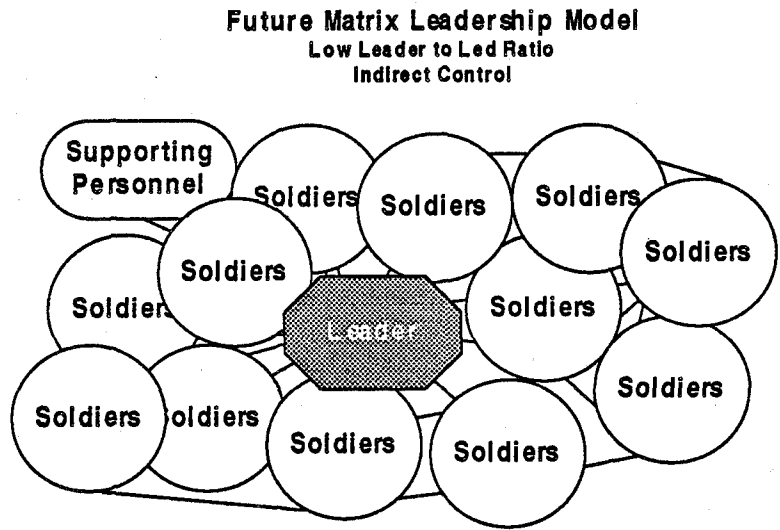 Future Matrix Leadership Model
Low Leader to Led Ratio
Indirect Control
Supporting
Personnel
Soldiers
Soldiers
Soldiers
Soldiers
Soldiers
Soldiers
Soldiers
Leader
Soldiers
Soldiers
oldiers
Soldiers
Soldiers